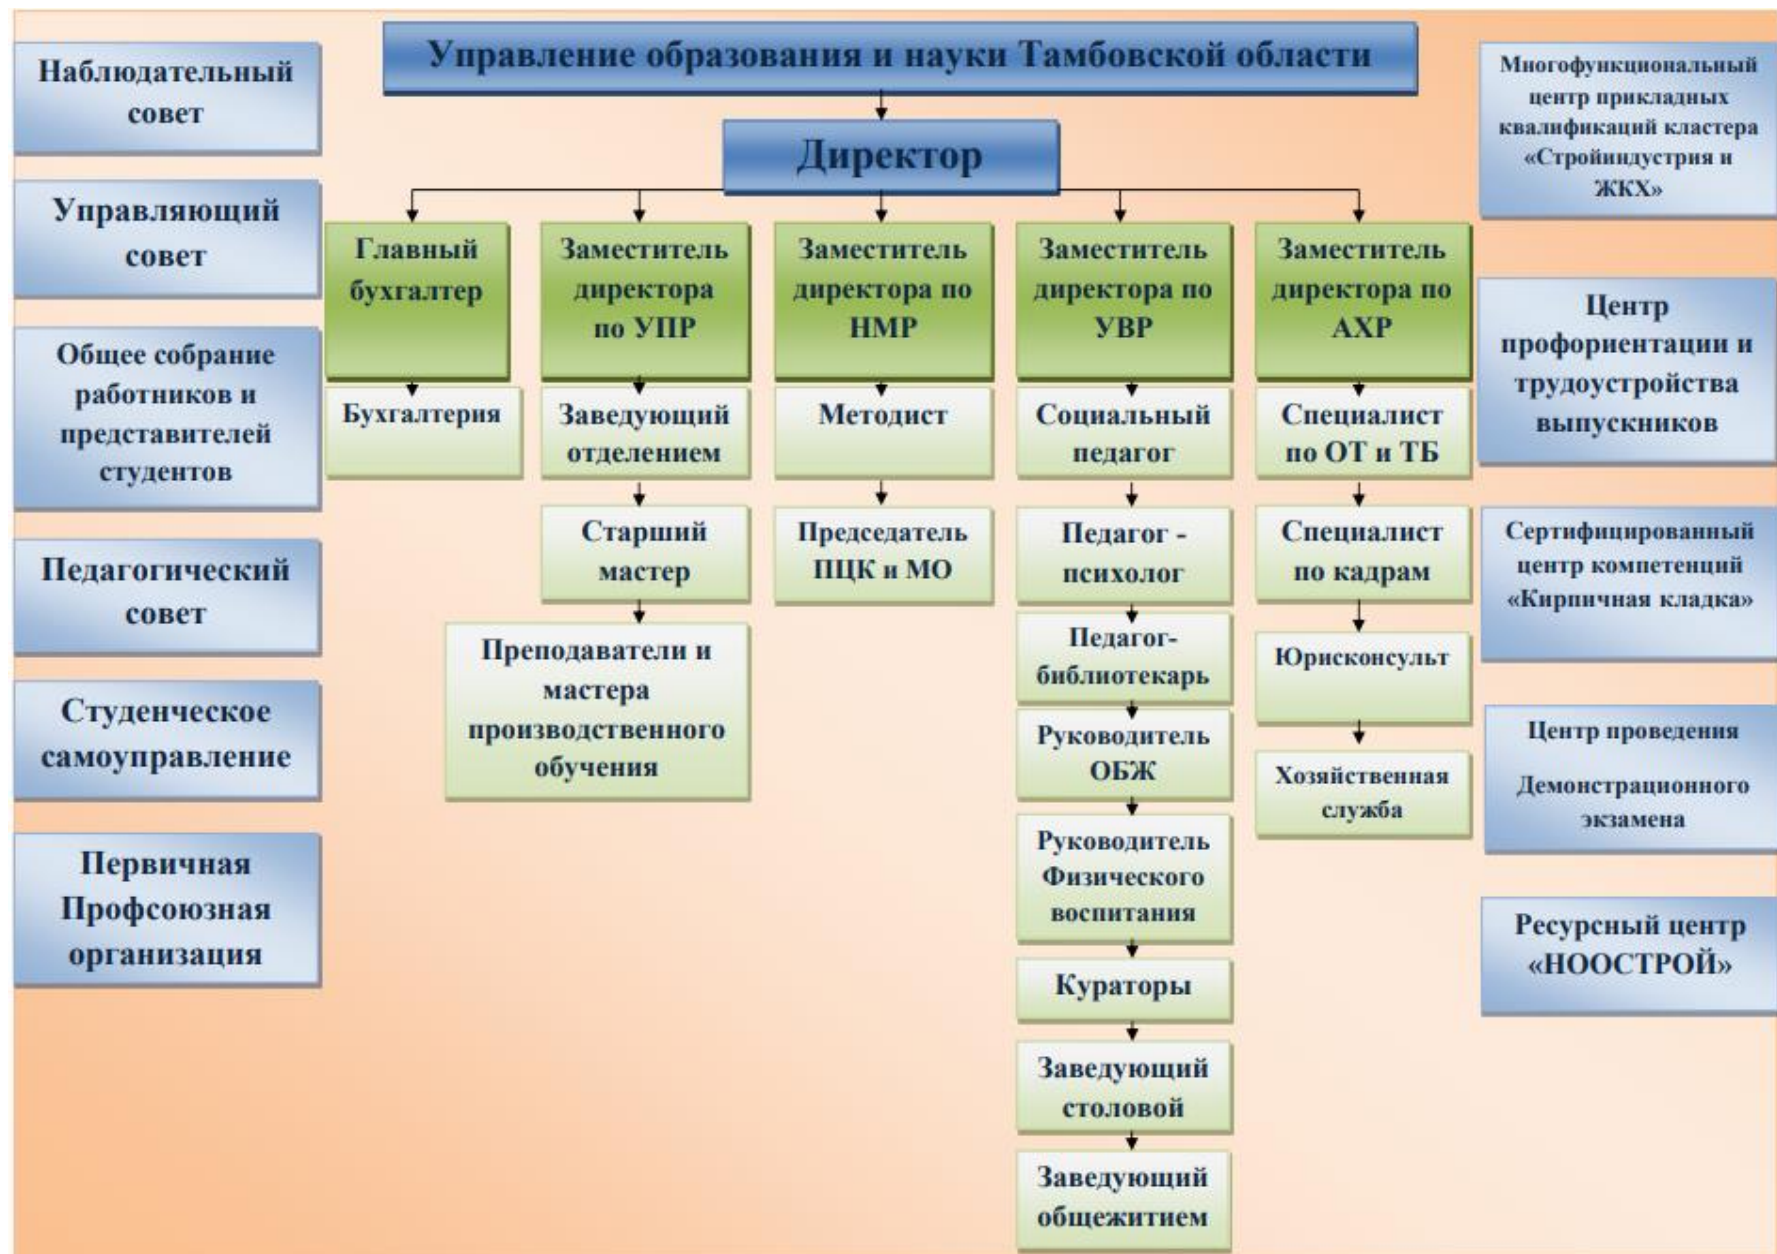 Управление образования и науки Тамбовской области
Директор
Наблюдательный
совет
Управляющий
совет
Общее собрание
работников и
представителей
студентов
Педагогический
совет
Студенческое
самоуправление
Первичная
Профсоюзная
организация
Главный
бухгалтер
Бухгалтерия
Заместитель
директора
по УПР
Заведующий
отделением
Старший
мастер
Преподаватели и
мастера
производственного
обучения
Заместитель
директора по
НМР
Методист
Председатель
ПЦК и МО
Заместитель
директора по
УВР
Социальный
педагог
Педагог -
психолог
Педагог-
библиотекарь
Руководитель
ОБЖ
Руководитель
Физического
воспитания
Кураторы
Заведующий
столовой
Заведующий
общежитием
Заместитель
директора по
АХР
Специалист
по ОТ и ТБ
Специалист
по кадрам
Юрисконсульт
Хозяйственная
служба
Многофункциональный
центр прикладных
квалификаций кластера
«Стройиндустрия и
ЖКХ»
Центр
профориентации и
трудоустройства
выпускников
Сертифицированный
центр компетенций
«Кирпичная кладка»
Центр проведения
Демонстрационного
экзамена
Ресурсный центр
«НООСТРОЙ»